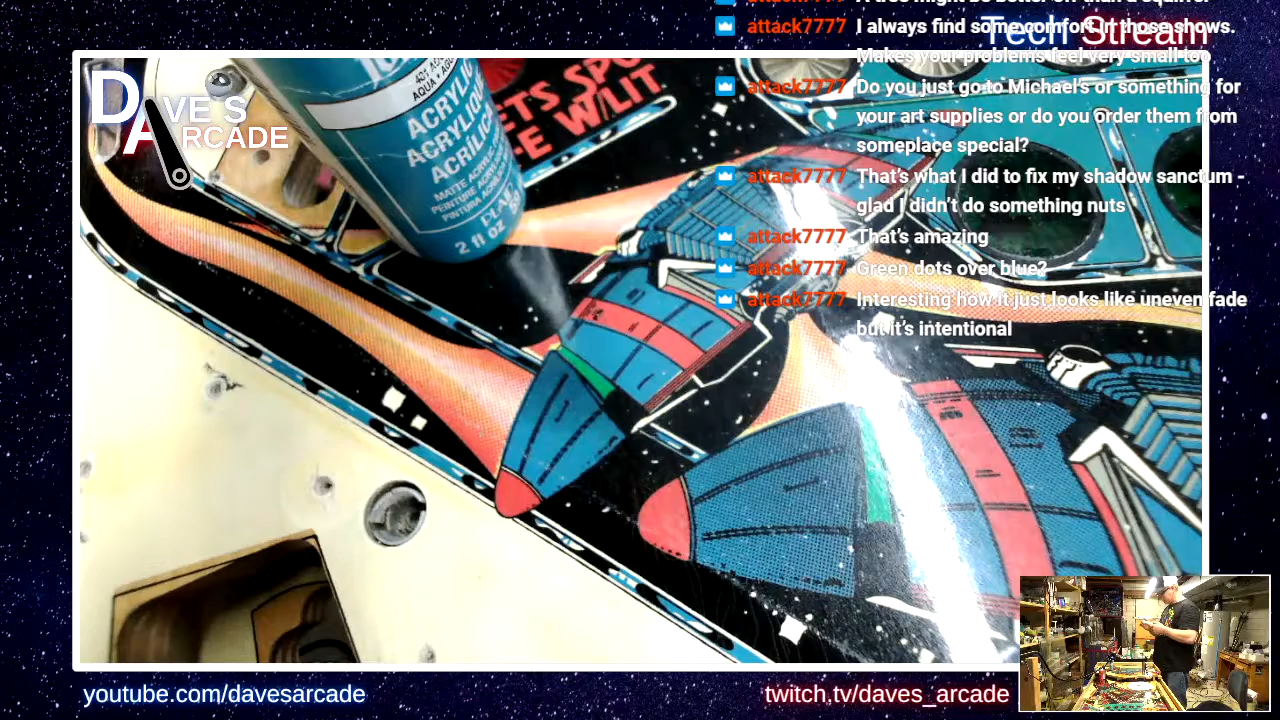 attack7777 I always find some comfort in those shows.
Makes your problems feel very small too
attack7777 Do you just go to Michael's or something for
your art supplies or do you order them from
someplace special?
attack7777 That's what I did to fix my shadow sanctum -
glad I didn't do something nuts
attack7777 That's amazing
attack7777 Green dots over blue?
attack7777 Interesting how it just looks like uneven fade
but it's intentional
Tech Stream
DAVE'S
ARCADE
ACRYLIQUE
ACRILICO
2 fl oz
youtube.com/davesarcade
twitch.tv/daves_arcade